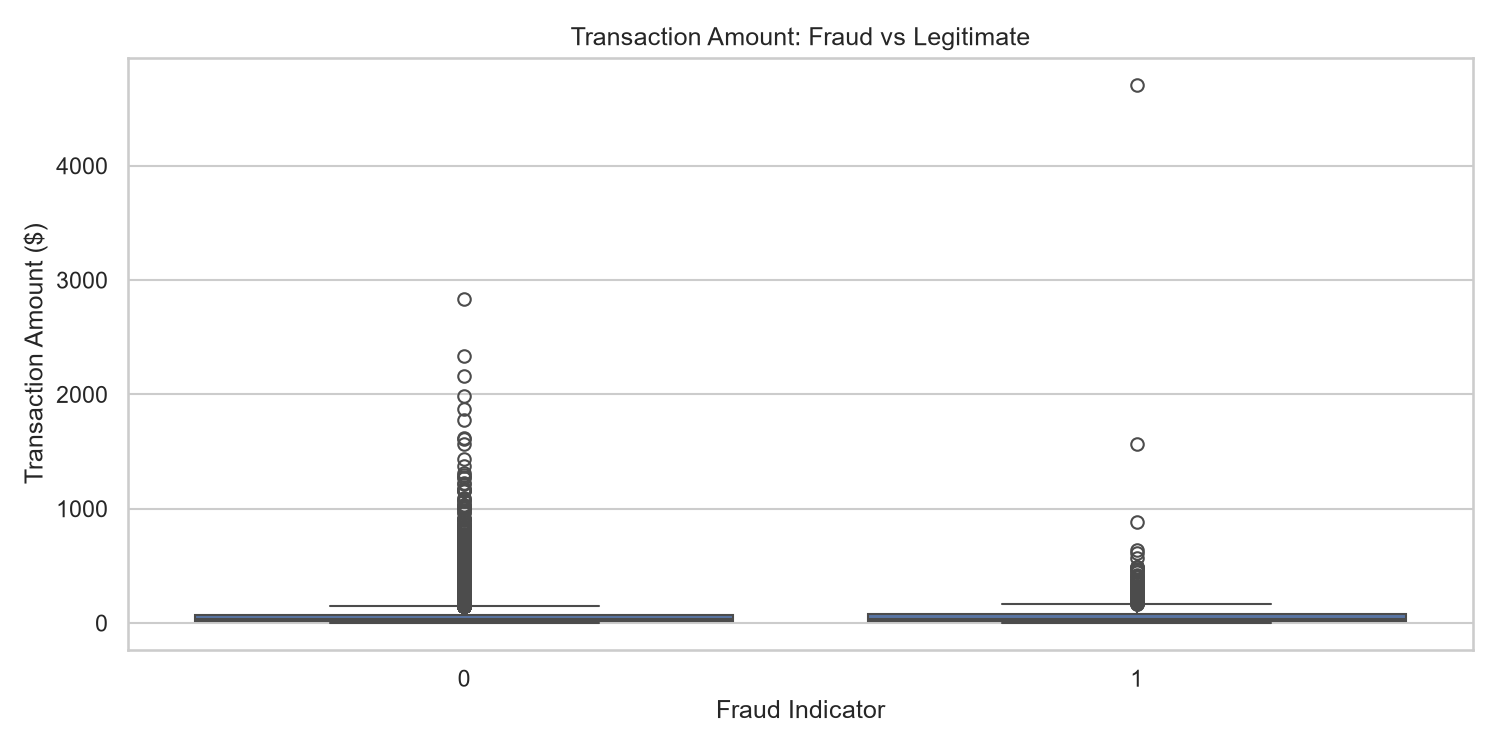 Transaction Amount: Fraud vs Legitimate
Transaction Amount ($)
4000
3000
2000
1000
0
0
1
Fraud Indicator